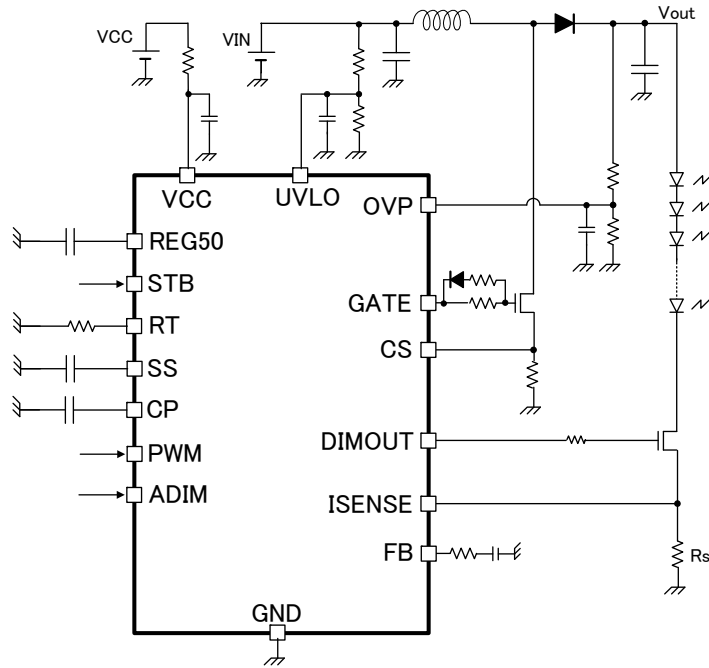 VCC
VIN
Vout
VCC
UVLO
OVP
REG50
STB
GATE
RT
CS
SS
CP
DIMOUT
PWM
ADIM
ISENSE
FB
Rs
GND